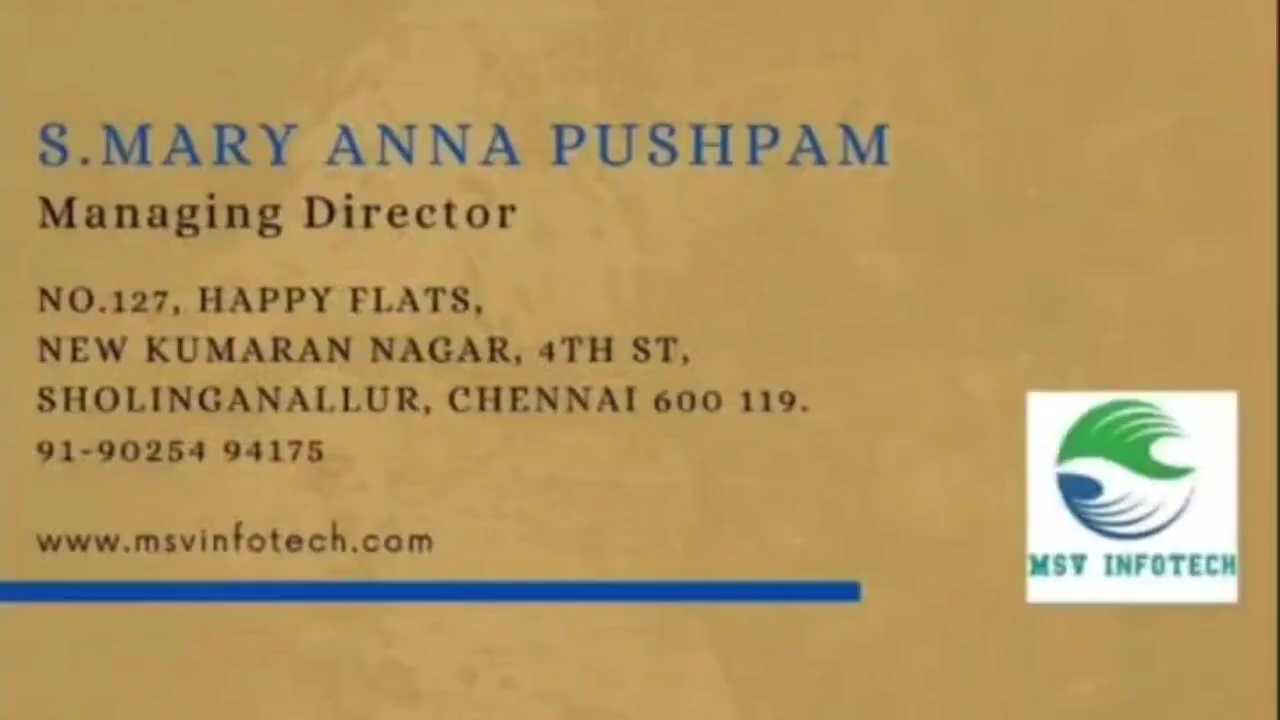 S.MARY ANNA PUSHPAM
Managing Director
NO.127, HAPPY FLATS,
NEW KUMARAN NAGAR, 4TH ST,
SHOLINGANALLUR, CHENNAI 600 119.
91-90254 94175
www.msvinfotech.com
MSV INFOTECH